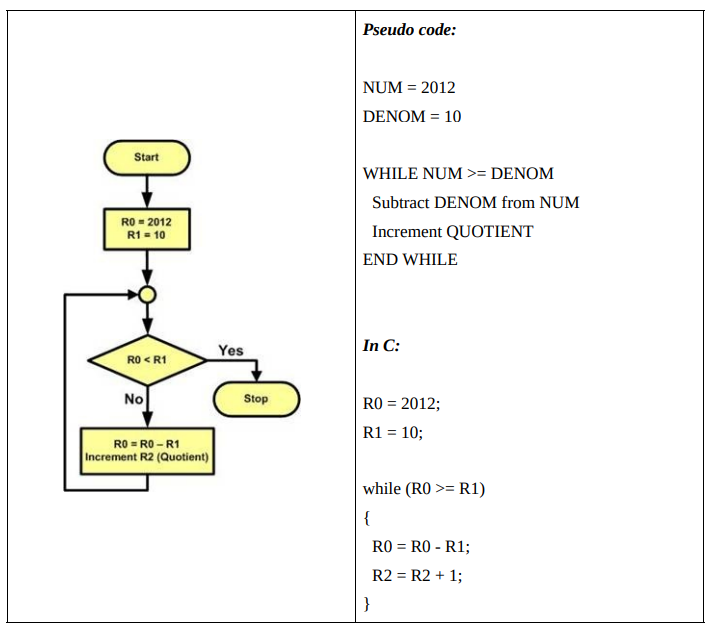 Start
R0 = 2012
R1 = 10
R0 < R1
Yes
No
Stop
R0 = R0 – R1
Increment R2 (Quotient)
Pseudo code:
NUM = 2012
DENOM = 10
WHILE NUM >= DENOM
Subtract DENOM from NUM
Increment QUOTIENT
END WHILE
In C:
R0 = 2012;
R1 = 10;
while (R0 >= R1)
{
R0 = R0 - R1;
R2 = R2 + 1;
}